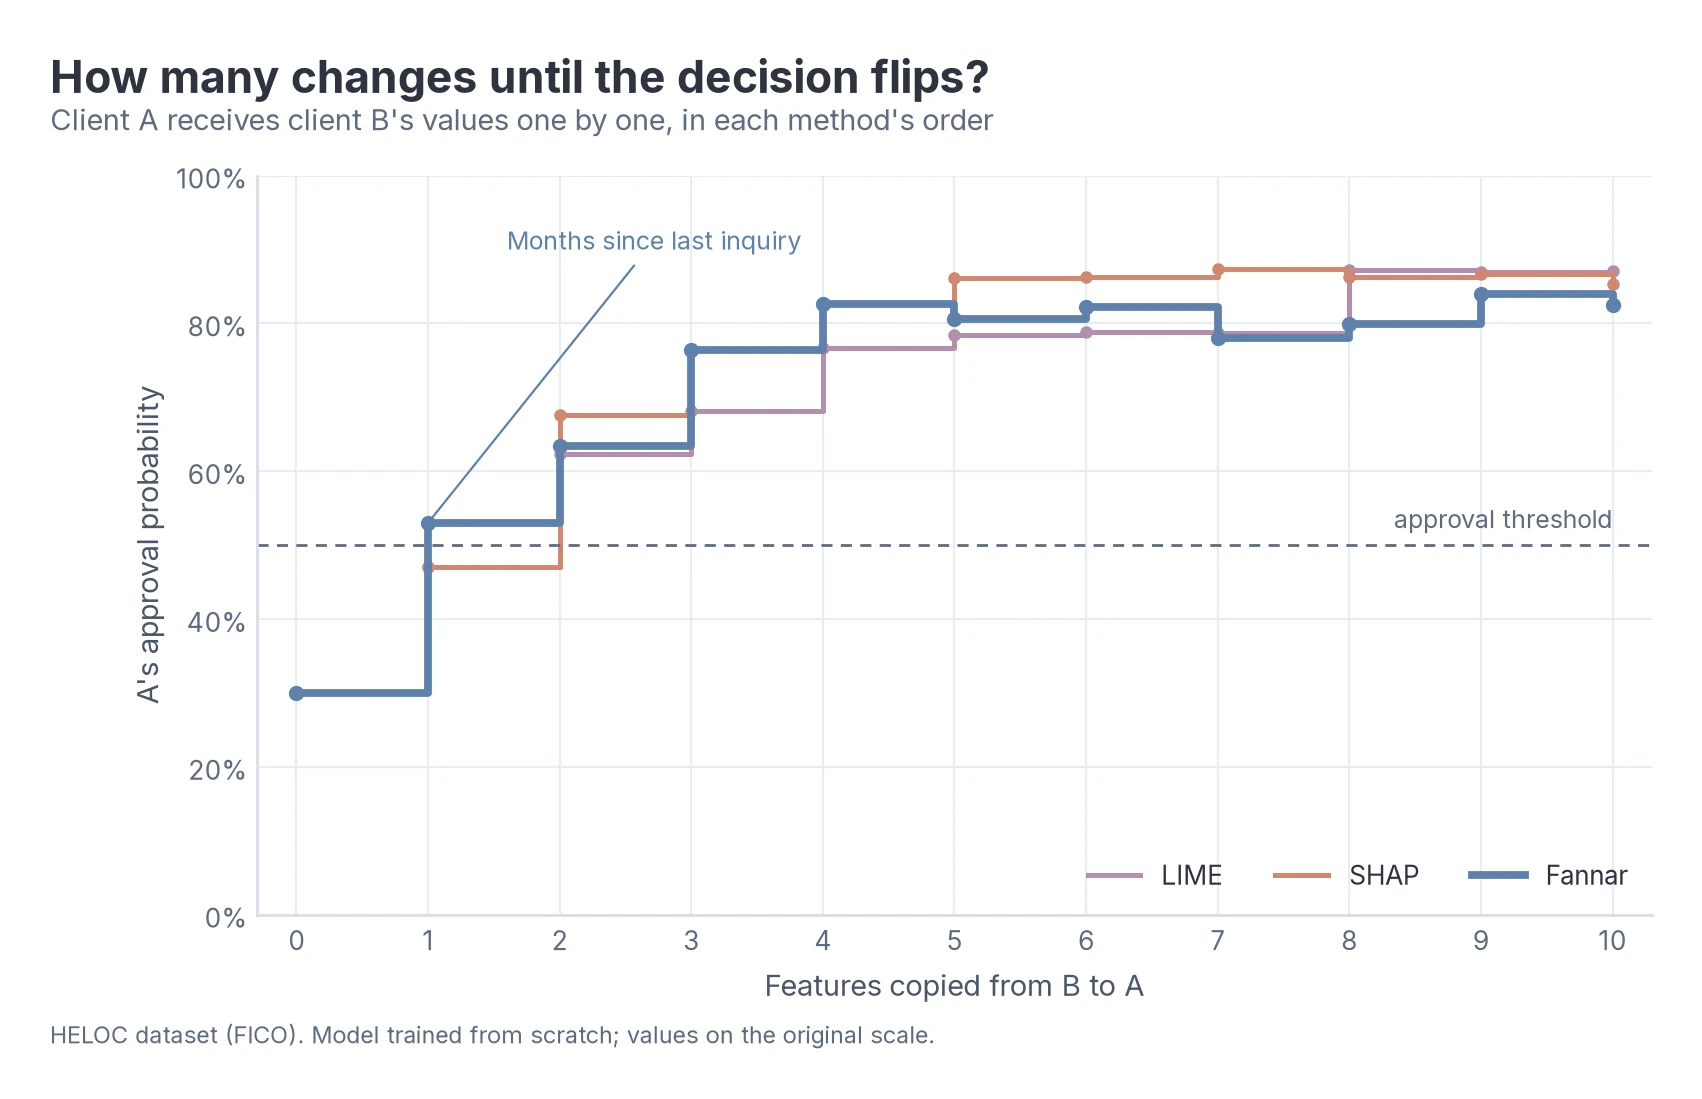 How many changes until the decision flips?
Client A receives client B's values one by one, in each method's order
100%
80%
60%
40%
20%
0%
A's approval probability
Months since last inquiry
approval threshold
LIME SHAP Fannar
0 1 2 3 4 5 6 7 8 9 10
Features copied from B to A
HELOC dataset (FICO). Model trained from scratch; values on the original scale.